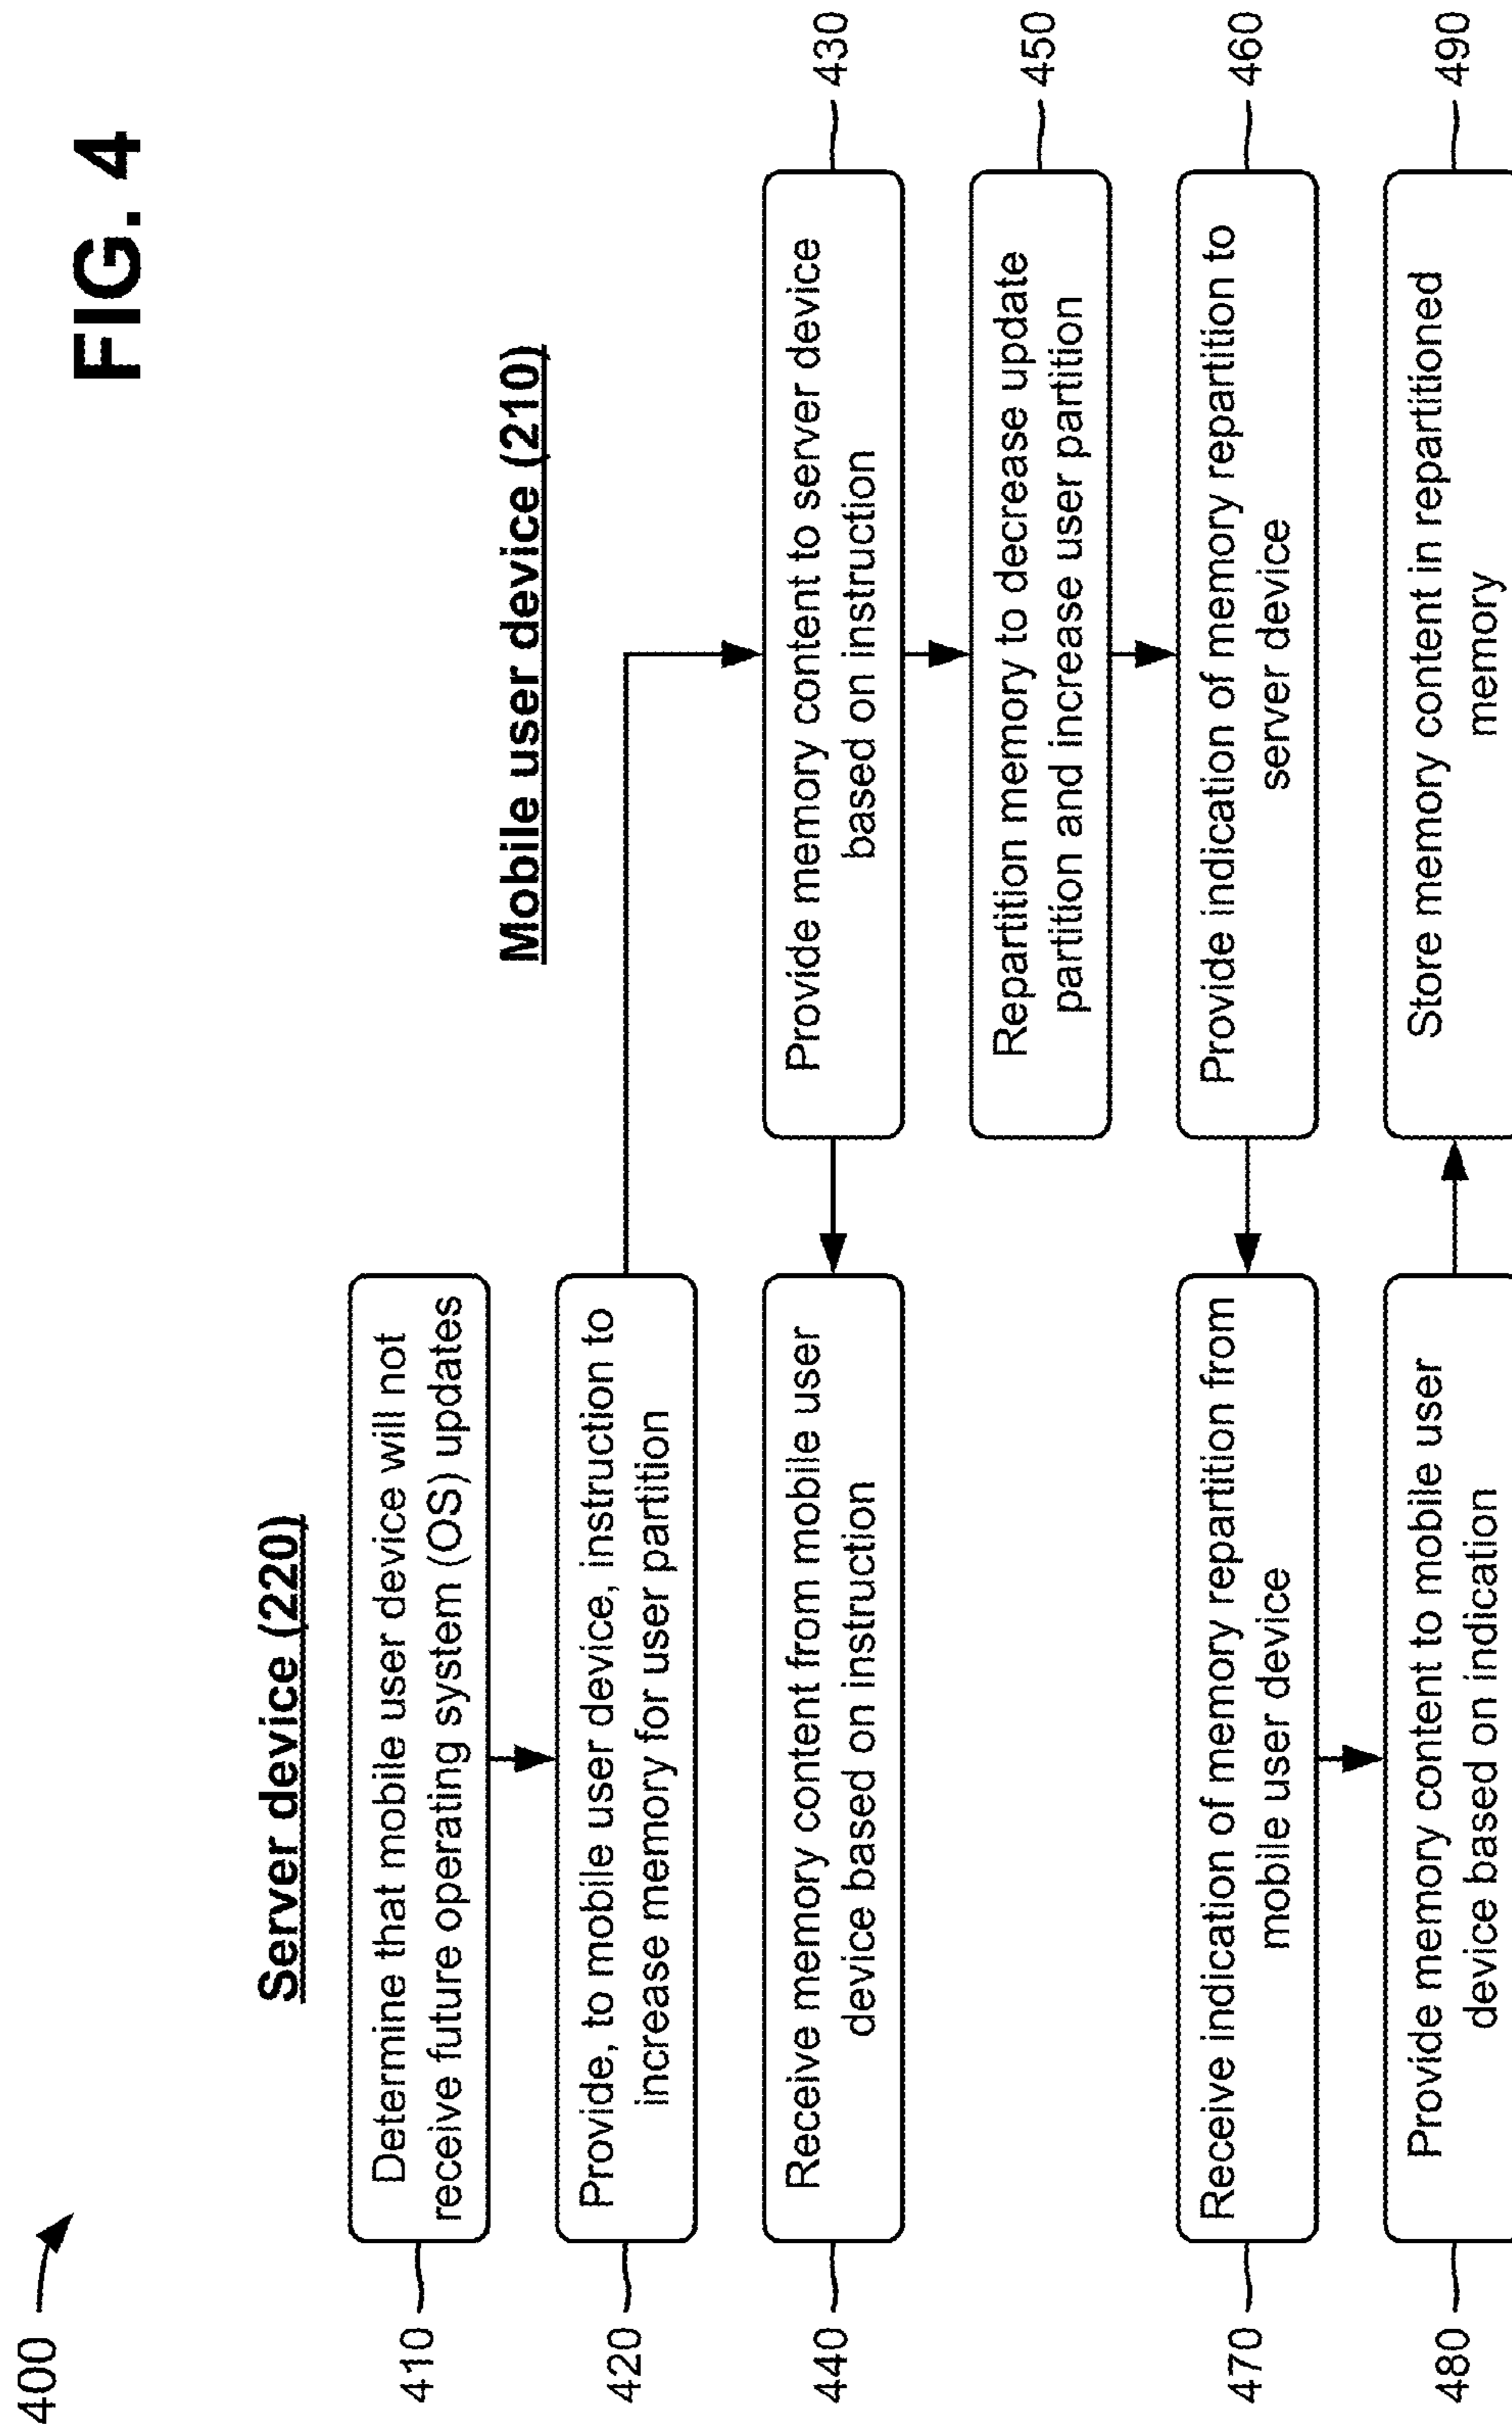 FIG. 4
400
Server device (220)
Mobile user device (210)
410
Determine that mobile user device will not
receive future operating system (OS) updates
420
Provide, to mobile user device, instruction to
increase memory for user partition
430
Provide memory content to server device
based on instruction
440
Receive memory content from mobile user
device based on instruction
450
Repartition memory to decrease update
partition and increase user partition
460
Provide indication of memory repartition to
server device
470
Receive indication of memory repartition from
mobile user device
480
Provide memory content to mobile user
device based on indication
490
Store memory content in repartitioned
memory